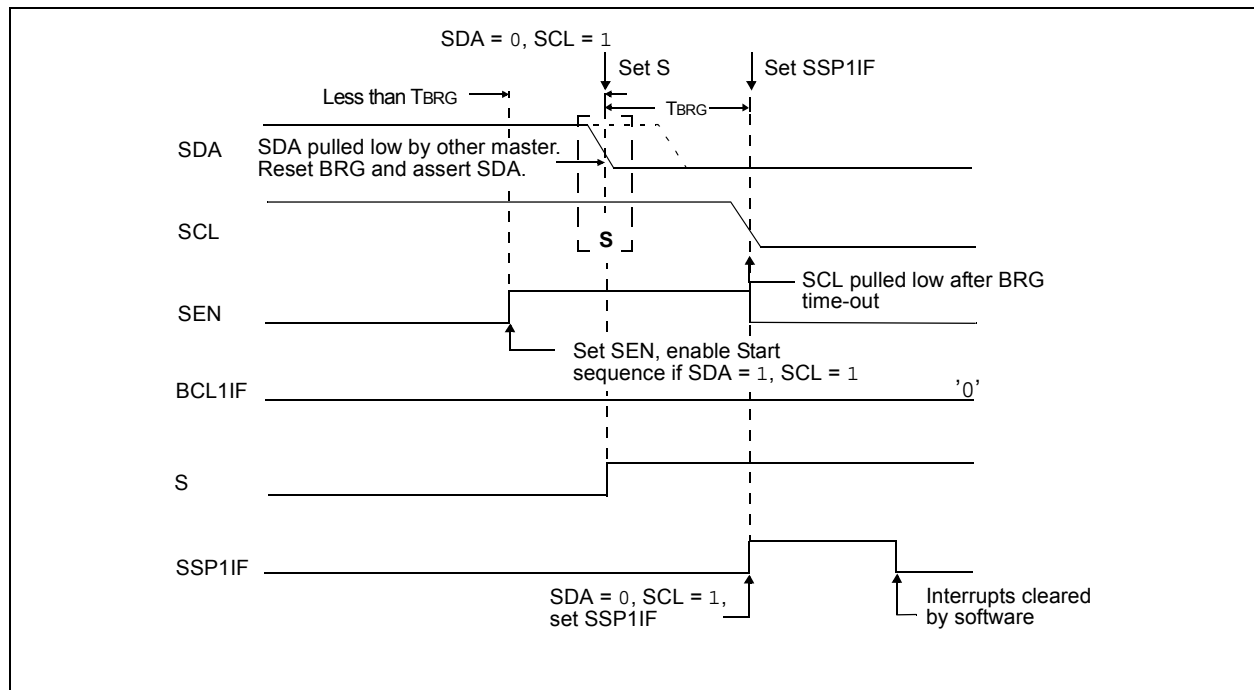 SDA = 0, SCL = 1
Set S
Set SSP1IF
Less than TBRG
TBRG
SDA
SDA pulled low by other master.
Reset BRG and assert SDA.
SCL
S
SCL pulled low after BRG
time-out
SEN
Set SEN, enable Start
sequence if SDA = 1, SCL = 1
BCL1IF
'0'
S
SSP1IF
SDA = 0, SCL = 1,
set SSP1IF
Interrupts cleared
by software